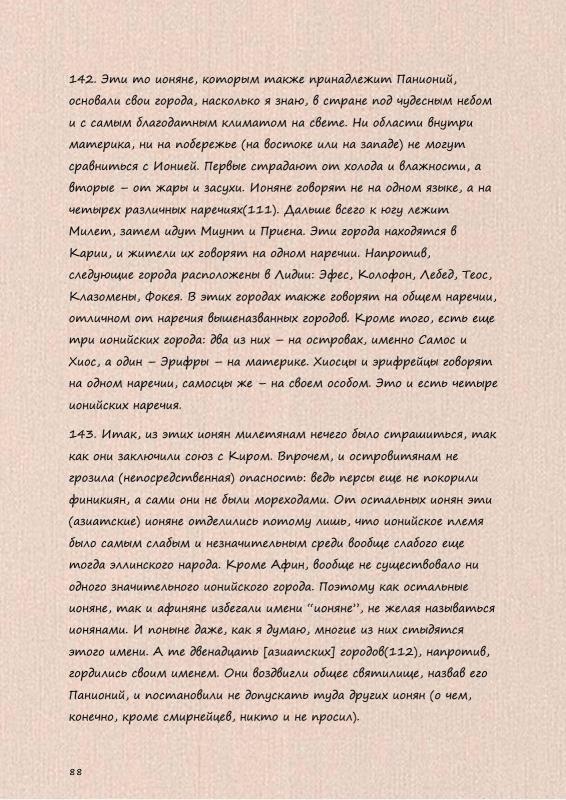 142. Эти то ионяне, которым также принадлежит Панионий,
основали свои города, насколько я знаю, в стране под чудесным небом
и с самым благодатным климатом на свете. Ни области внутри
материка, ни на побережье (на востоке или на западе) не могут
сравниться с Ионией. Первые страдают от холода и влажности, а
вторые – от жары и засухи. Ионяне говорят не на одном языке, а на
четырех различных наречиях(111). Дальше всего к югу лежит
Милет, затем идут Миунт и Приена. Эти города находятся в
Карии, и жители их говорят на одном наречии. Напротив,
следующие города расположены в Лидии: Эфес, Колофон, Лебед, Теос,
Клазомены, Фокея. В этих городах также говорят на общем наречии,
отличном от наречия вышеназванных городов. Кроме того, есть еще
три ионийских города: два из них – на островах, именно Самос и
Хиос, а один – Эрифры – на материке. Хиосцы и эрифрейцы говорят
на одном наречии, самосцы же – на своем особом. Это и есть четыре
ионийских наречия.
143. Итак, из этих ионян милетянам нечего было страшиться, так
как они заключили союз с Киром. Впрочем, и островитянам не
грозила (непосредственная) опасность: ведь персы еще не покорили
финикиян, а сами они не были мореходами. От остальных ионян эти
(азиатские) ионяне отделились потому лишь, что ионийское племя
было самым слабым и незначительным среди вообще слабого еще
тогда эллинского народа. Кроме Афин, вообще не существовало ни
одного значительного ионийского города. Поэтому как остальные
ионяне, так и афиняне избегали имени “ионяне”, не желая называться
ионянами. И поныне даже, как я думаю, многие из них стыдятся
этого имени. А те двенадцать [азиатских] городов(112), напротив,
гордились своим именем. Они воздвигли общее святилище, назвав его
Панионий, и постановили не допускать туда других ионян (о чем,
конечно, кроме смирнейцев, никто и не просил).
88